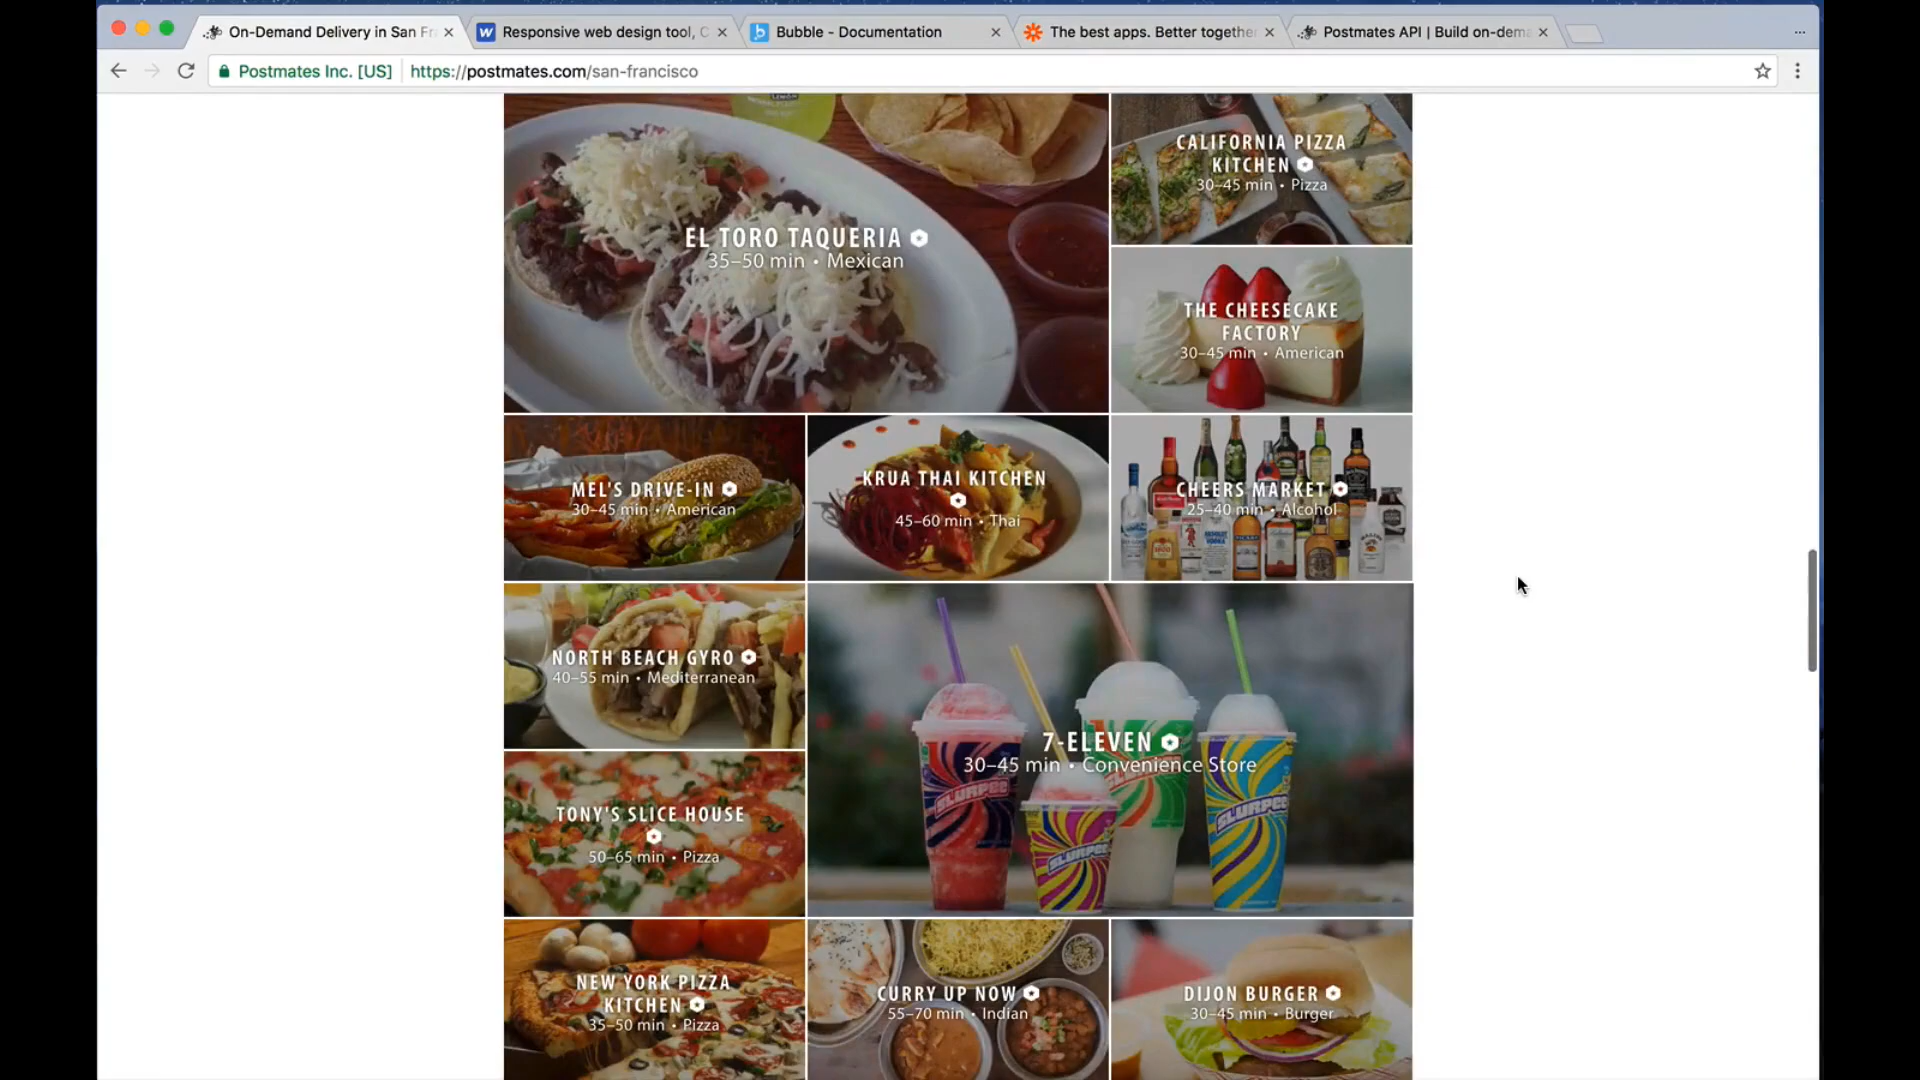 On-Demand Delivery in San Fr
Responsive web design tool, C
Bubble - Documentation
The best apps. Better togethe
Postmates API | Build on-dema
Postmates Inc. [US]
https://postmates.com/san-francisco
EL TORO TAQUERIA
35–50 min • Mexican
CALIFORNIA PIZZA
KITCHEN
30–45 min • Pizza
THE CHEESECAKE
FACTORY
30–45 min • American
MEL'S DRIVE-IN
30–45 min • American
KRUA THAI KITCHEN
45–60 min • Thai
CHEERS MARKET
25–40 min • Alcohol
NORTH BEACH GYRO
40–55 min • Mediterranean
7-ELEVEN
30–45 min • Convenience Store
SLURPEE
SLURPEE
SLURPEE
TONY'S SLICE HOUSE
50–65 min • Pizza
NEW YORK PIZZA
KITCHEN
35–50 min • Pizza
CURRY UP NOW
55–70 min • Indian
DIJON BURGER
30–45 min • Burger